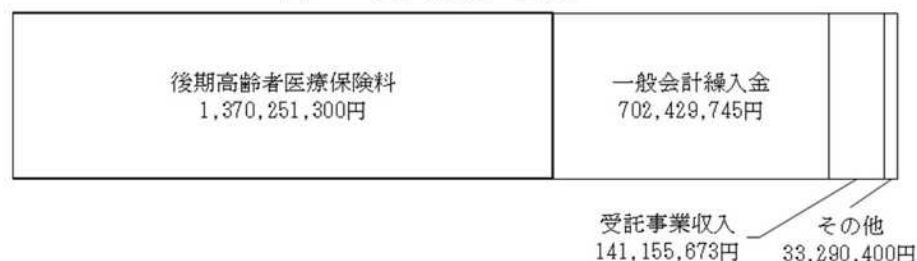 後期高齢者医療保険料
1,370,251,300円
一般会計繰入金
702,429,745円
受託事業収入
141,155,673円
その他
33,290,400円